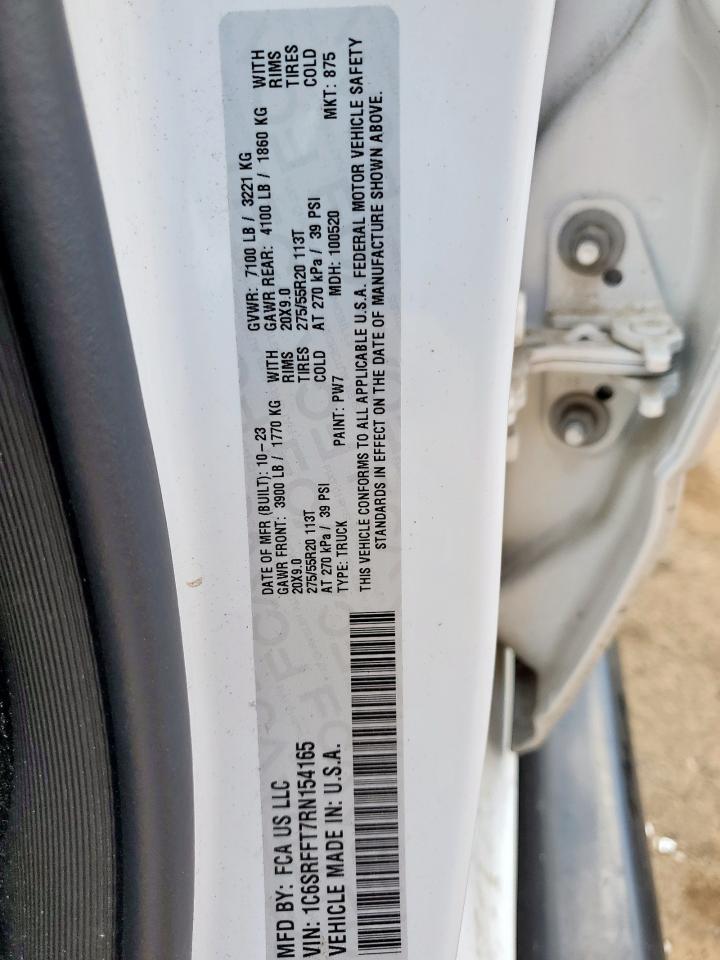 MFD BY: FCA US LLC
VIN: 1C6SRFFT7RN154165
VEHICLE MADE IN: U.S.A.
DATE OF MFR (BUILT): 10-23 GVWR: 7100 LB / 3221 KG
GAWR FRONT: 3900 LB / 1770 KG WITH GAWR REAR: 4100 LB / 1860 KG WITH
20X9.0 RIMS 20X9.0 RIMS
275/55R20 113T TIRES 275/55R20 113T TIRES
AT 270 kPa / 39 PSI COLD AT 270 kPa / 39 PSI COLD
TYPE: TRUCK PAINT: PW7 MDH: 100520 MKT: 875
THIS VEHICLE CONFORMS TO ALL APPLICABLE U.S.A. FEDERAL MOTOR VEHICLE SAFETY
STANDARDS IN EFFECT ON THE DATE OF MANUFACTURE SHOWN ABOVE.